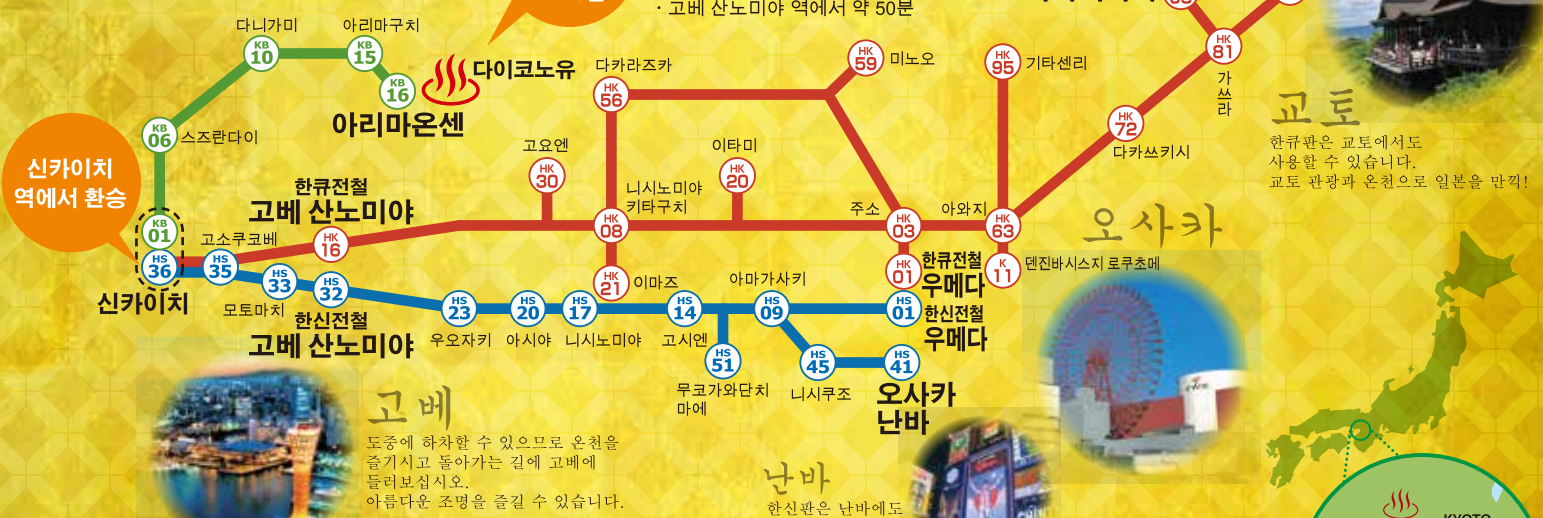 · 고베 산노미야 역에서 약 50분
다니가미
아리마구치
KB 10
KB 15
KB 16
다이코노유
아리마온센
KB 06
스즈란다이
신카이치
역에서 환승
KB 01
HS 36
신카이치
고소쿠코베
HS 35
HS 33
모토마치
한큐전철
고베 산노미야
HK 16
HS 32
한신전철
고베 산노미야
다카라즈카
HK 56
고요엔
HK 30
니시노미야
키타구치
HK 08
HK 21
이마즈
이타미
HK 20
HK 59
미노오
HK 95
기타센리
주소
HK 03
아와지
HK 63
HK 01
한큐전철
우메다
K 11
덴진바시스지 로쿠초메
HK 72
다카쓰키시
HK 81
가쓰라
HS 23
우오자키
HS 20
아시야
HS 17
니시노미야
HS 14
고시엔
HS 51
무코가와단치
마에
아마가사키
HS 09
HS 01
한신전철
우메다
HS 45
니시쿠조
HS 41
오사카
난바
교토
한큐판은 교토에서도
사용할 수 있습니다.
교토 관광과 온천으로 일본을 만끽!
오사카
고베
도중에 하차할 수 있으므로 온천을
즐기시고 돌아가는 길에 고베에
들러보십시오.
아름다운 조명을 즐길 수 있습니다.
난바
한신판은 난바에도
KYOTO